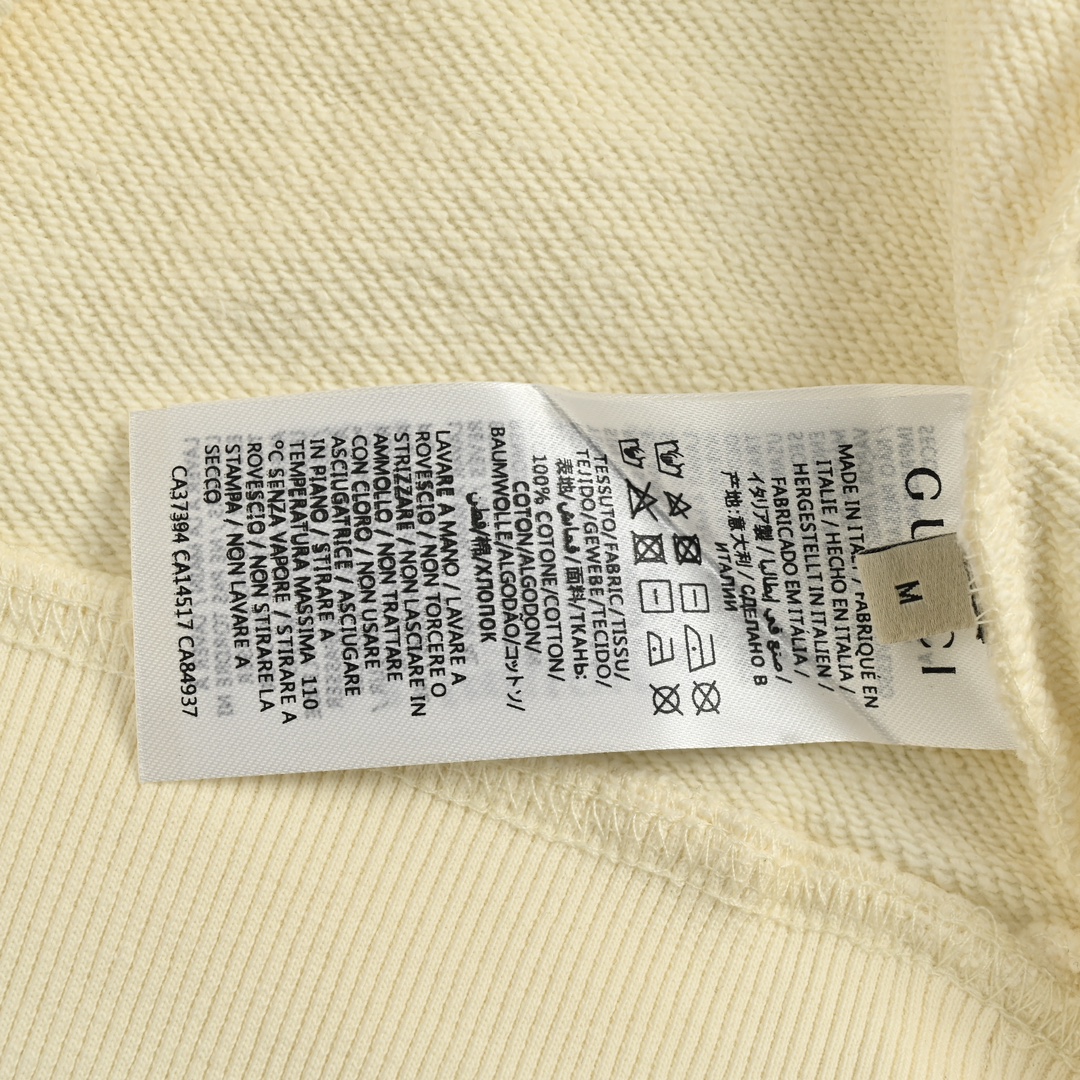 GUCCI
M
MADE IN ITALY / FABRIQUÉ EN
ITALIE / HECHO EN ITALIA /
HERGESTELLT IN ITALIEN /
FABRICADO EM ITÁLIA /
イタリア製 / صنع في إيطاليا /
产地:意大利 / СДЕЛАНО В
ИТАЛИИ
TESSUTO/FABRIC/TISSU/
TEJIDO/GEWEBE/TECIDO/
表地/قماش/面料/ТКАНЬ:
100% COTONE/COTTON/
COTON/ALGODON/
BAUMWOLLE/ALGODÃO/コットン/
قطن/棉/ХЛОПОК
LAVARE A MANO / LAVARE A
ROVESCIO / NON TORCERE O
STRIZZARE / NON LASCIARE IN
AMMOLLO / NON TRATTARE
CON CLORO / NON USARE
ASCIUGATRICE / ASCIUGARE
IN PIANO / STIRARE A
TEMPERATURA MASSIMA 110
°C SENZA VAPORE / STIRARE A
ROVESCIO / NON STIRARE LA
STAMPA / NON LAVARE A
SECCO
CA37394 CA14517 CA84937